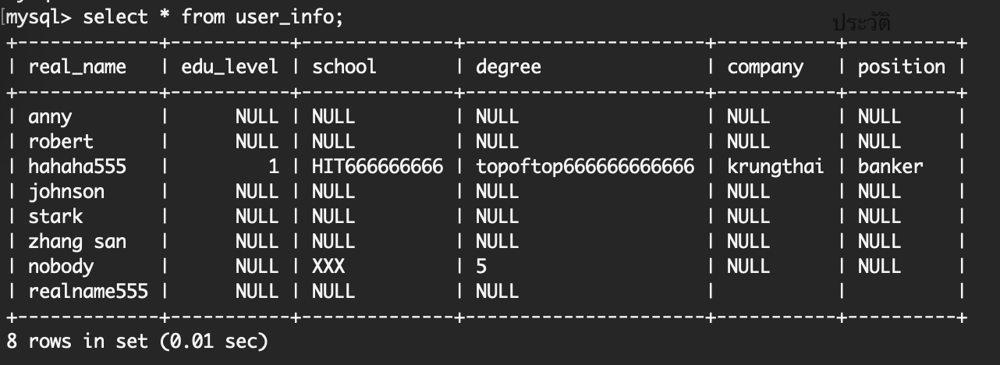 [mysql> select * from user_info;
ประวัติ
+-------------+-----------+--------------+----------------------+-----------+----------+
| real_name   | edu_level | school       | degree               | company   | position |
+-------------+-----------+--------------+----------------------+-----------+----------+
| anny        |      NULL | NULL         | NULL                 | NULL      | NULL     |
| robert      |      NULL | NULL         | NULL                 | NULL      | NULL     |
| hahaha555   |         1 | HIT666666666 | topoftop666666666666 | krungthai | banker   |
| johnson     |      NULL | NULL         | NULL                 | NULL      | NULL     |
| stark       |      NULL | NULL         | NULL                 | NULL      | NULL     |
| zhang san   |      NULL | NULL         | NULL                 | NULL      | NULL     |
| nobody      |      NULL | XXX          | 5                    | NULL      | NULL     |
| realname555 |      NULL | NULL         | NULL                 |           |          |
+-------------+-----------+--------------+----------------------+-----------+----------+
8 rows in set (0.01 sec)